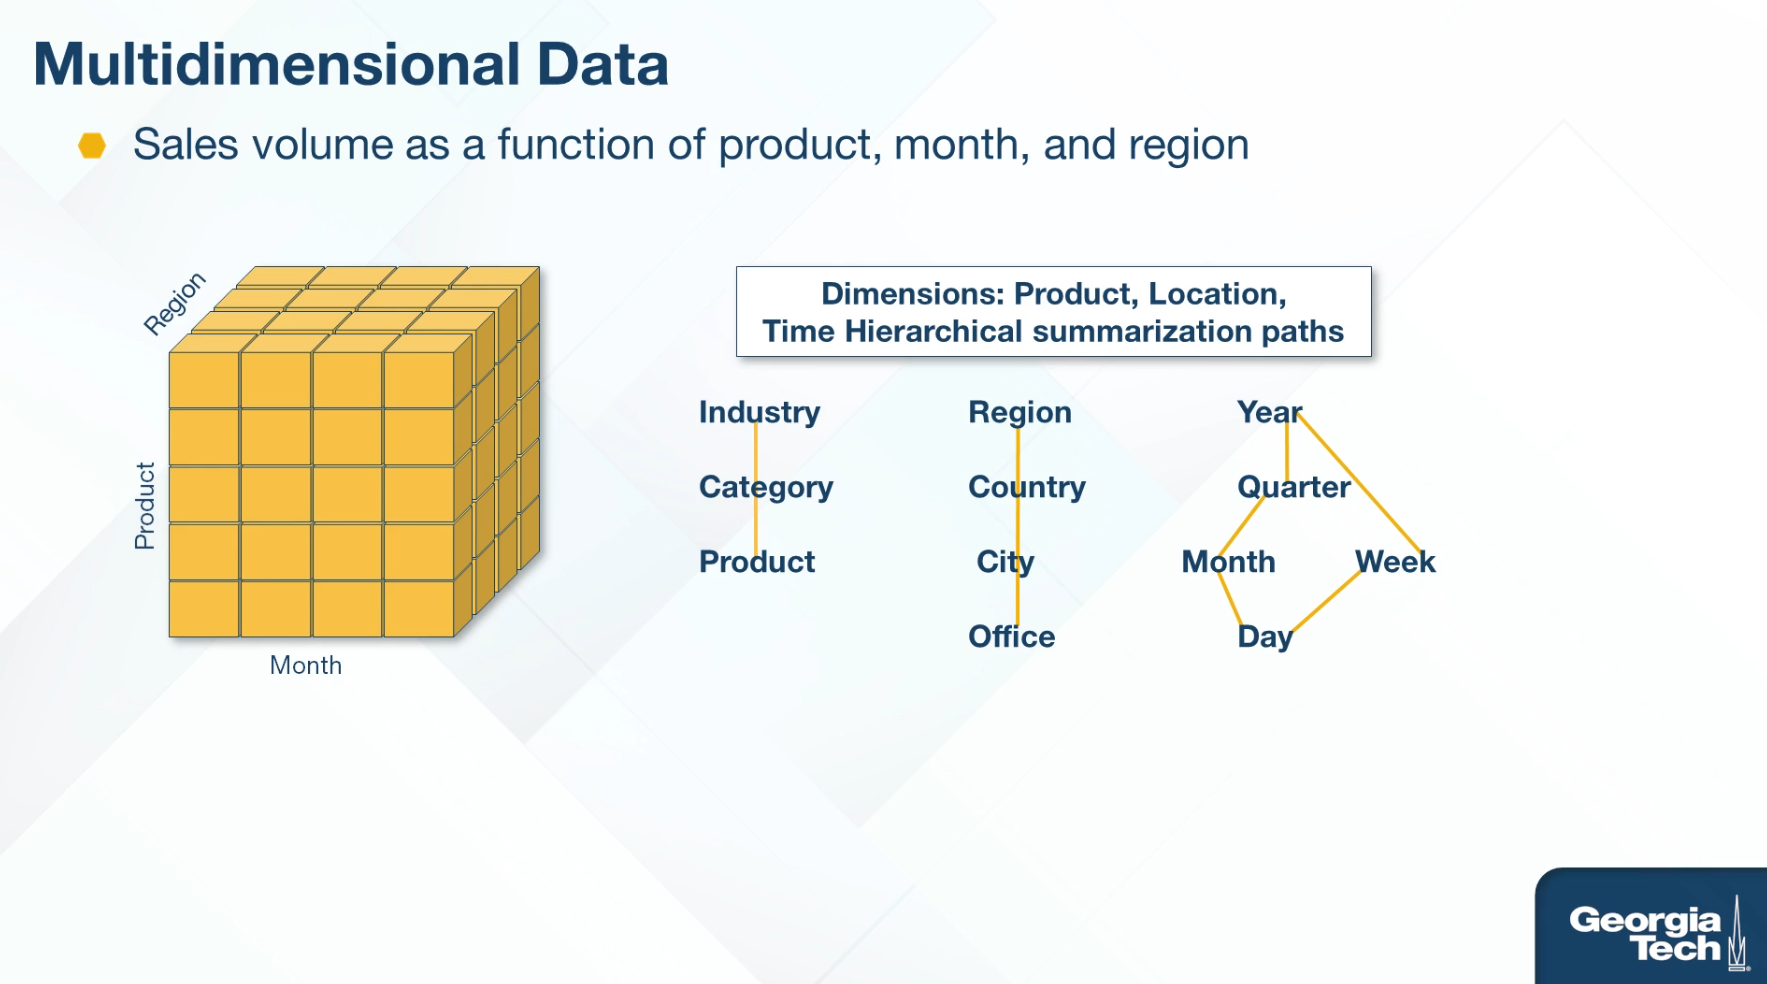 Multidimensional Data
Sales volume as a function of product, month, and region
Region
Product
Month
Dimensions: Product, Location,
Time Hierarchical summarization paths
Industry
Category
Product
Region
Country
City
Office
Year
Quarter
Month Week
Day
Georgia
Tech